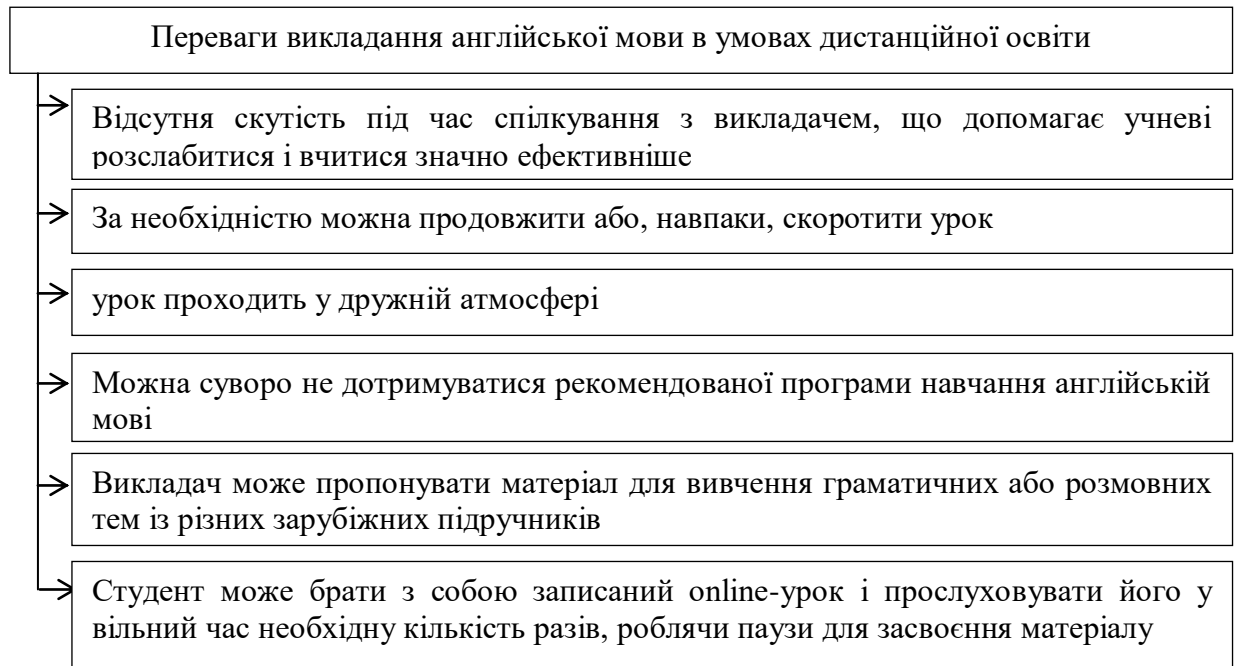 Переваги викладання англійської мови в умовах дистанційної освіти
Відсутня скутість під час спілкування з викладачем, що допомагає учневі
розслабитися і вчитися значно ефективніше
За необхідністю можна продовжити або, навпаки, скоротити урок
урок проходить у дружній атмосфері
Можна суворо не дотримуватися рекомендованої програми навчання англійській
мові
Викладач може пропонувати матеріал для вивчення граматичних або розмовних
тем із різних зарубіжних підручників
Студент може брати з собою записаний online-урок і прослуховувати його у
вільний час необхідну кількість разів, роблячи паузи для засвоєння матеріалу